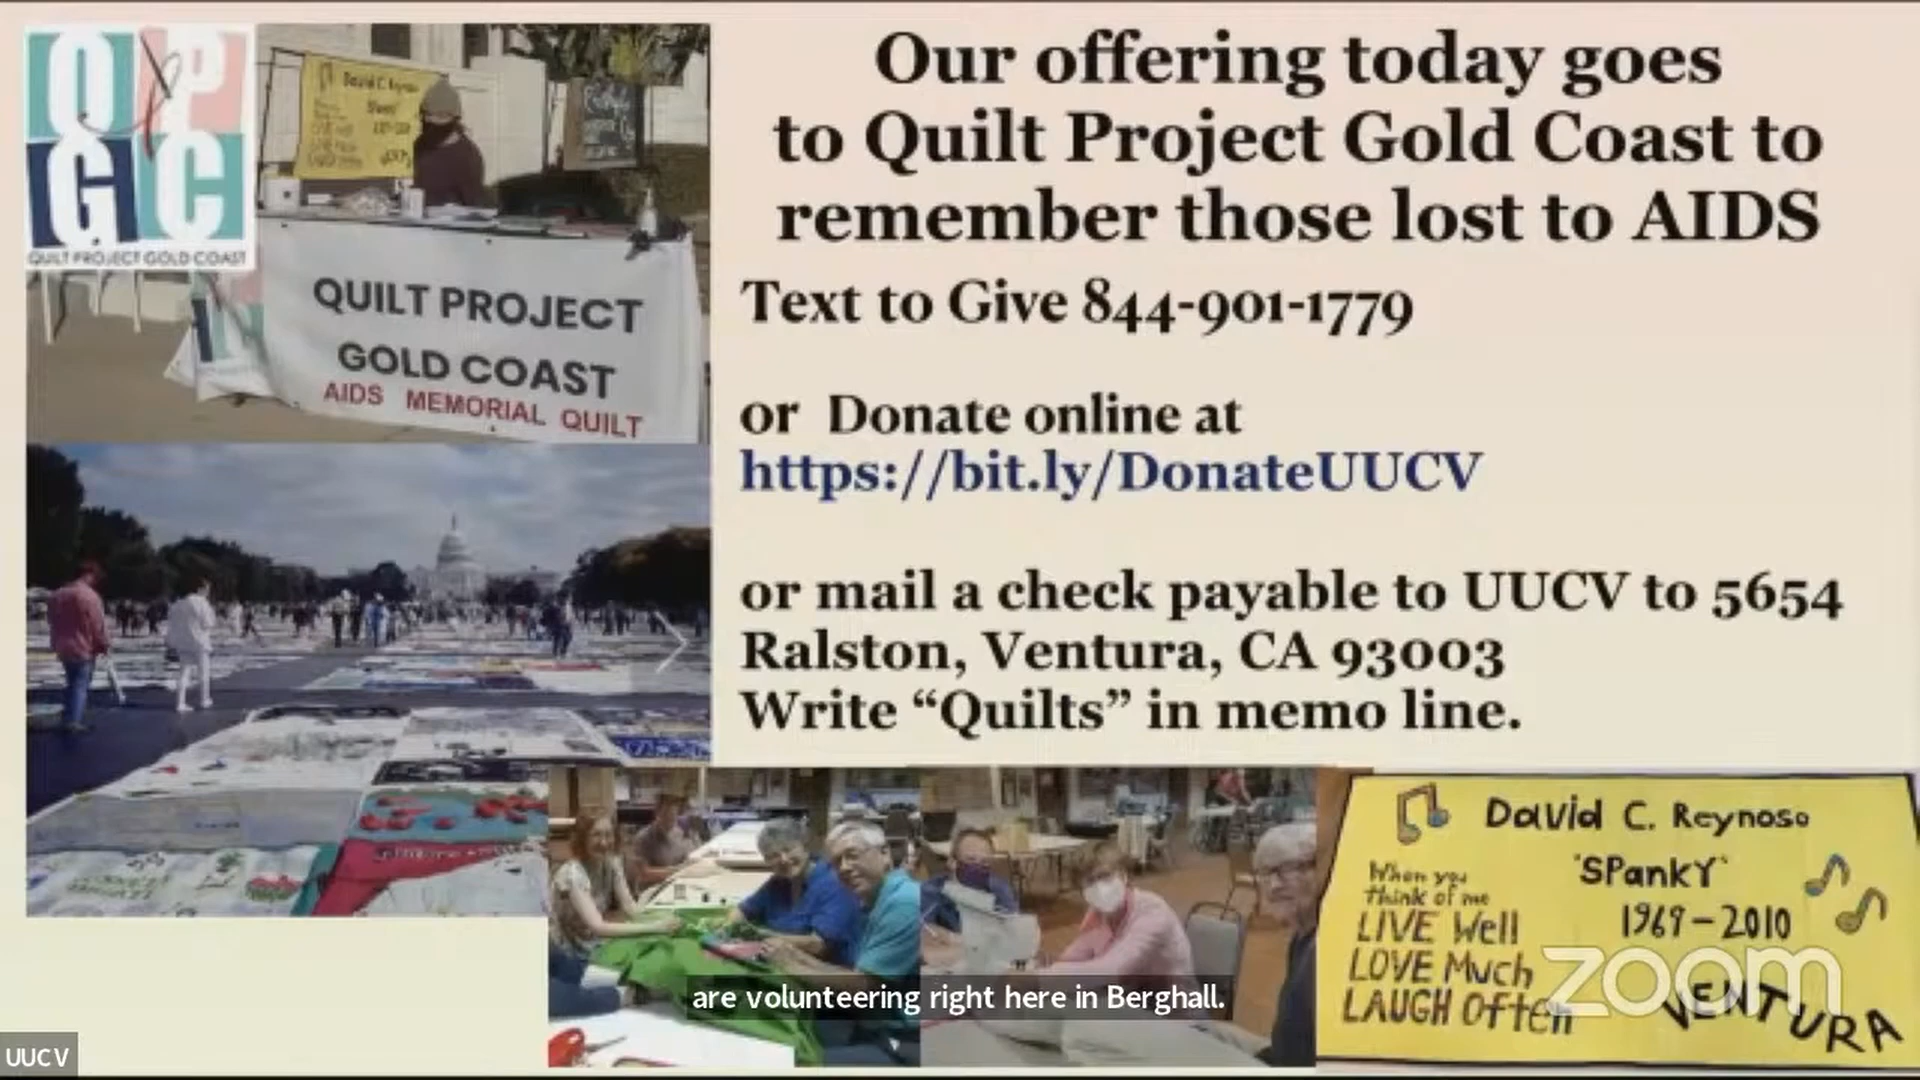 QPGC
QUILT PROJECT GOLD COAST
David C. Reynoso
QUILT PROJECT
GOLD COAST
AIDS MEMORIAL QUILT
Our offering today goes
to Quilt Project Gold Coast to
remember those lost to AIDS
Text to Give 844-901-1779
or Donate online at
https://bit.ly/DonateUUCV
or mail a check payable to UUCV to 5654
Ralston, Ventura, CA 93003
Write “Quilts” in memo line.
David C. Reynoso
'SPanKY'
1969-2010
When you
think of me
LIVE Well
LOVE Much
LAUGH Often
VENTURA
zoom
are volunteering right here in Berghall.
UUCV